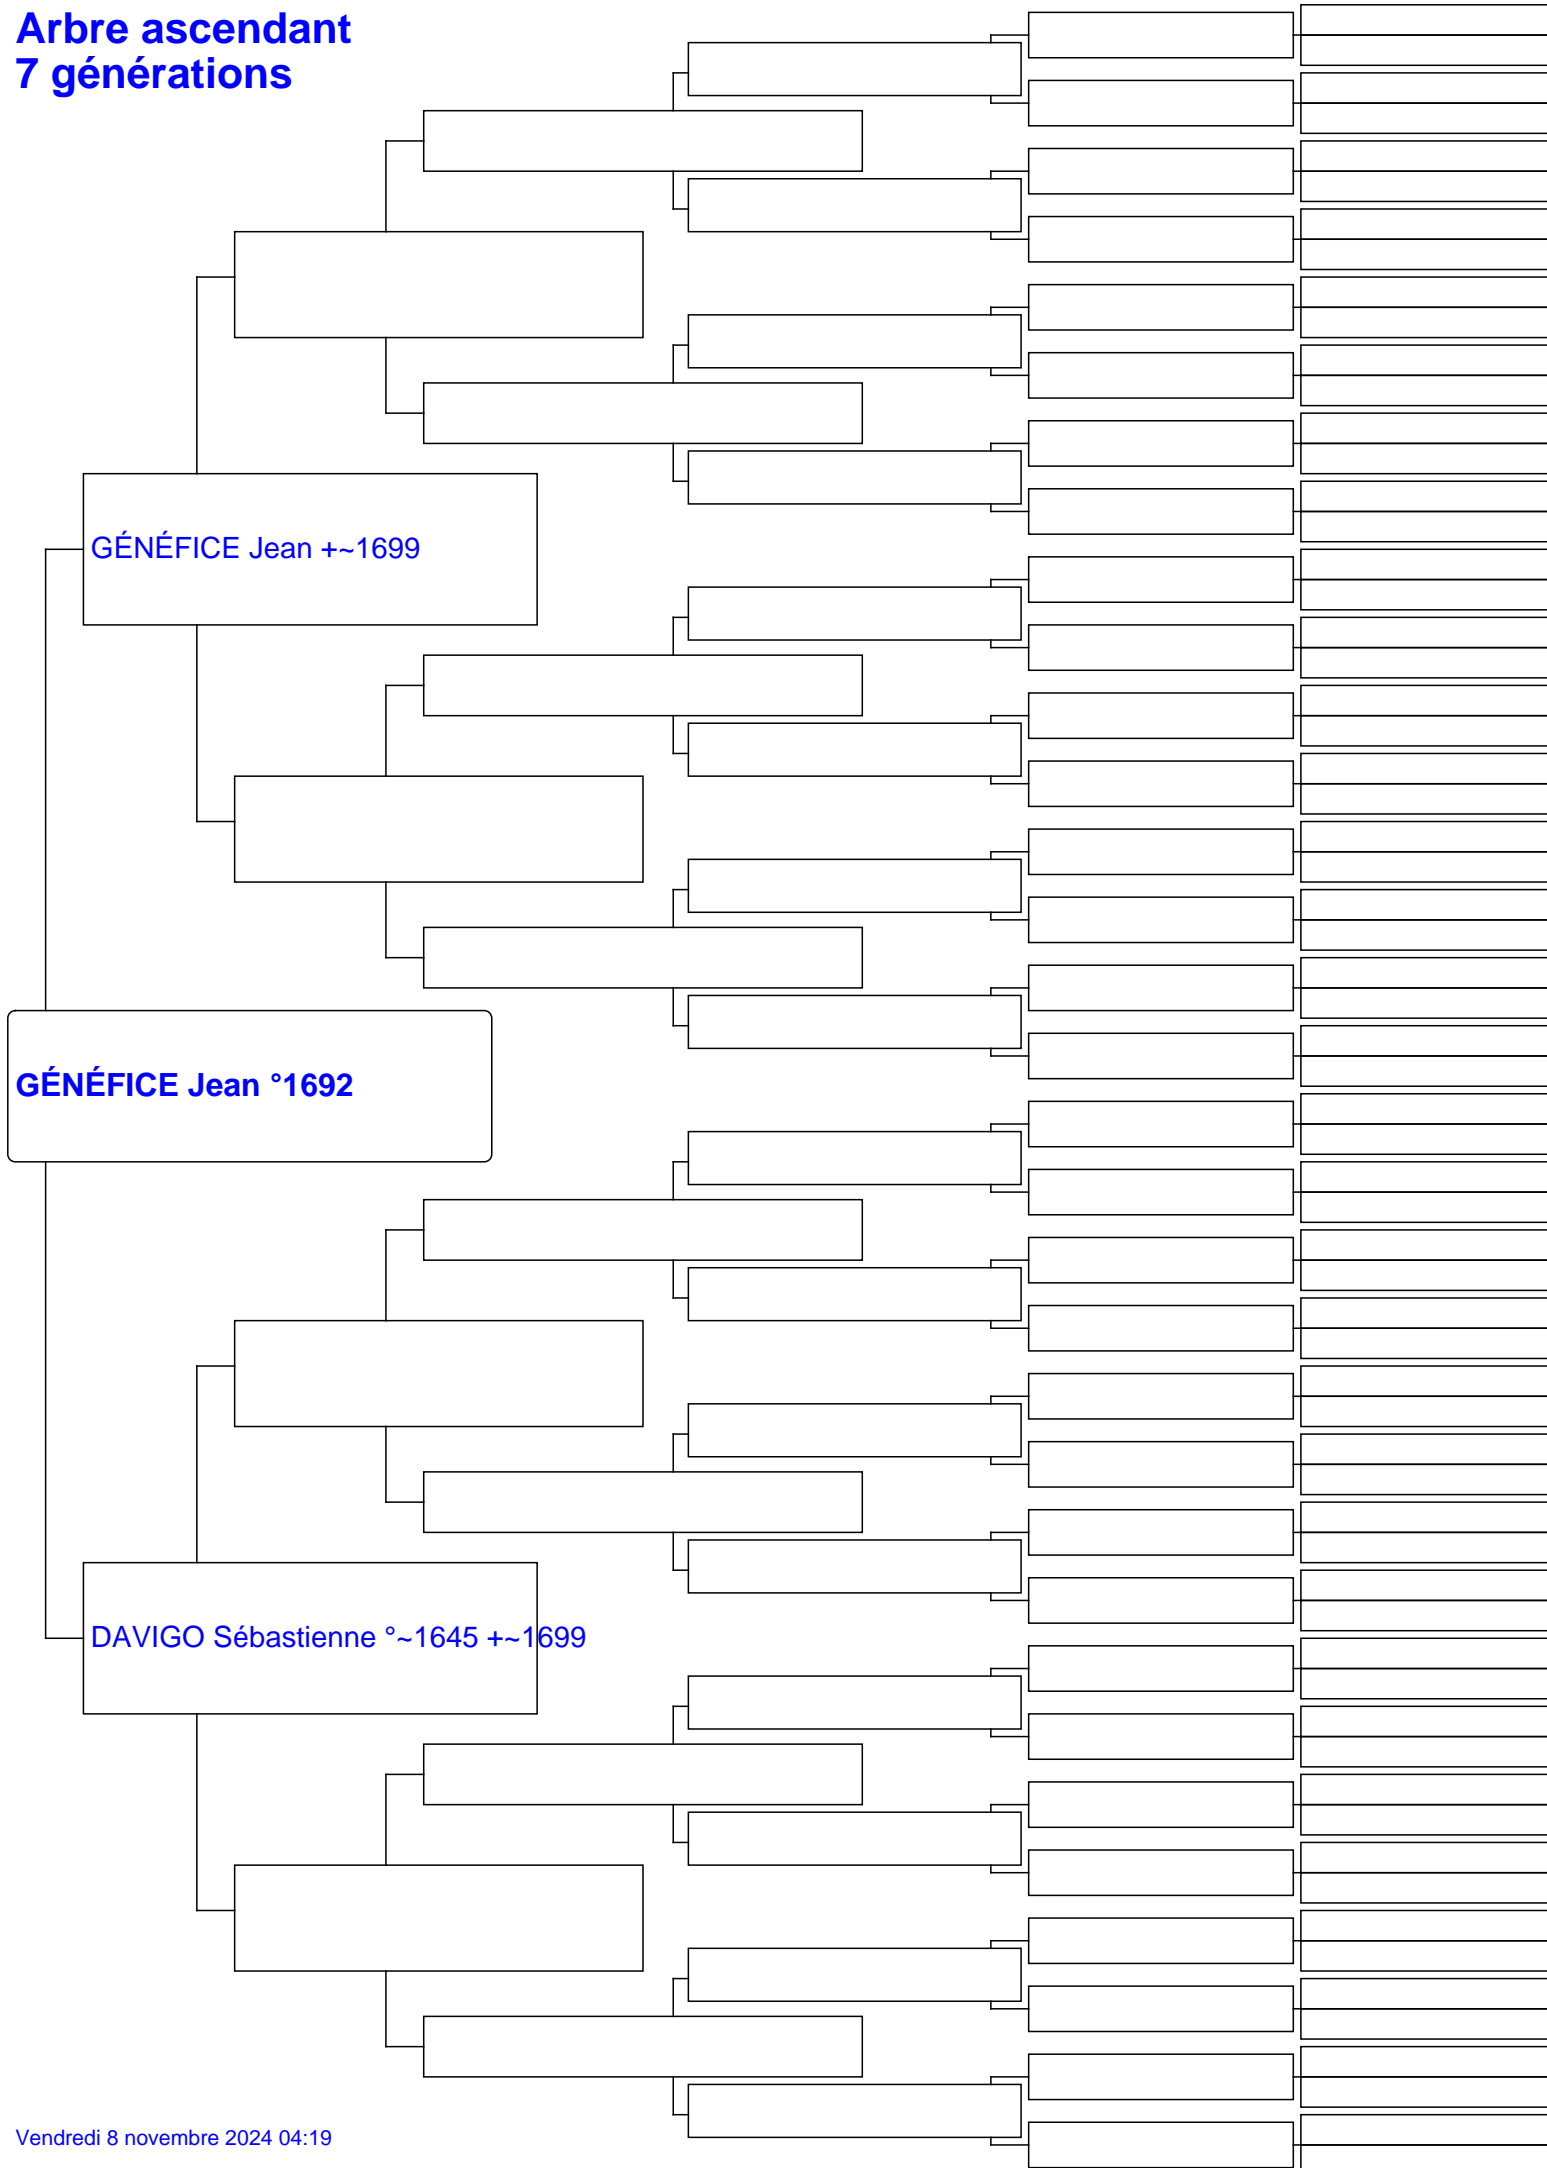 Arbre ascendant
7 générations
GÉNÉFICE Jean +~1699
GÉNÉFICE Jean °1692
DAVIGO Sébastienne °~1645 +~1699
Vendredi 8 novembre 2024 04:19